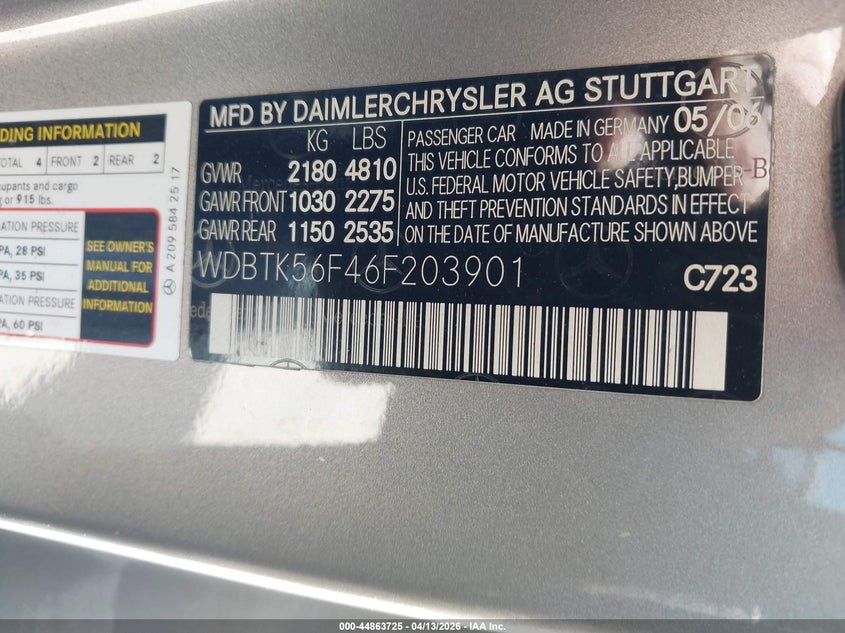 DING INFORMATION
OTAL 4 FRONT 2 REAR 2
upants and cargo
g or 915 lbs.
ATION PRESSURE
PA, 28 PSI
PA, 35 PSI
ATION PRESSURE
PA, 60 PSI
SEE OWNER'S
MANUAL FOR
ADDITIONAL
INFORMATION
A 209 584 25 17
MFD BY DAIMLERCHRYSLER AG STUTTGART
KG LBS
GVWR 2180 4810
GAWR FRONT 1030 2275
GAWR REAR 1150 2535
PASSENGER CAR MADE IN GERMANY 05/06
THIS VEHICLE CONFORMS TO ALL APPLICABLE
U.S. FEDERAL MOTOR VEHICLE SAFETY,BUMPER
AND THEFT PREVENTION STANDARDS IN EFFECT
ON THE DATE OF MANUFACTURE SHOWN ABOVE
WDBTK56F46F203901
C723
000-44863725 - 04/13/2026 - IAA Inc.